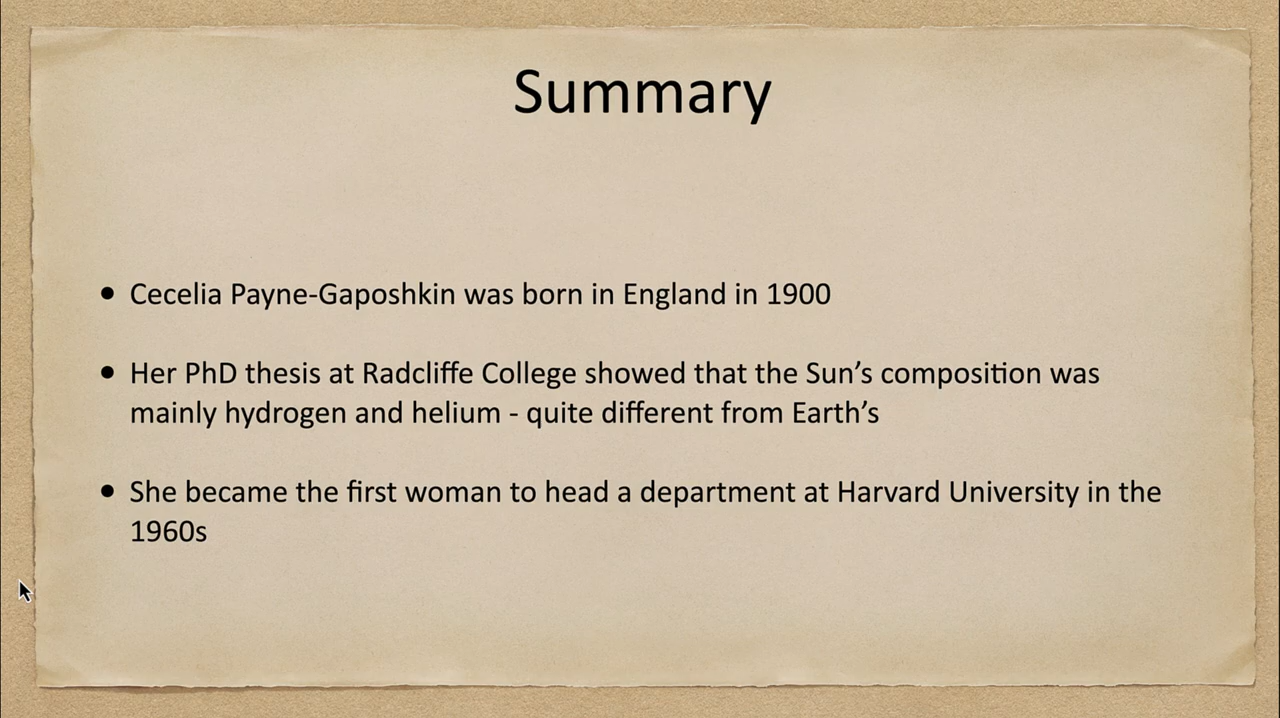 Summary
• Cecelia Payne-Gaposhkin was born in England in 1900
• Her PhD thesis at Radcliffe College showed that the Sun’s composition was
mainly hydrogen and helium - quite different from Earth’s
• She became the first woman to head a department at Harvard University in the
1960s